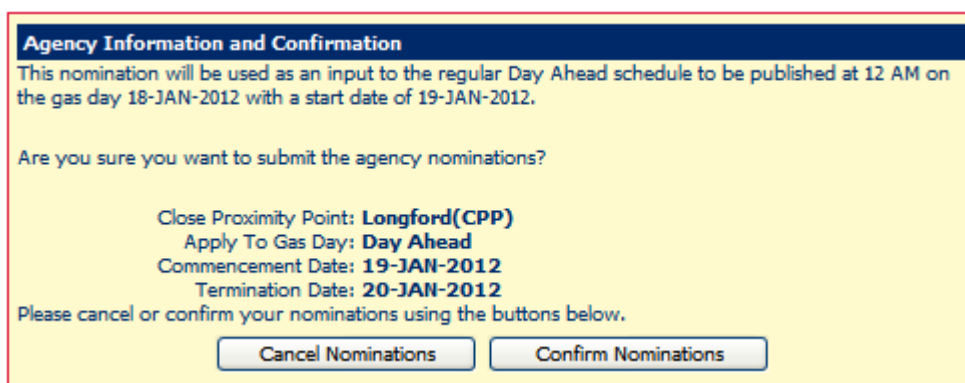 Agency Information and Confirmation
This nomination will be used as an input to the regular Day Ahead schedule to be published at 12 AM on
the gas day 18-JAN-2012 with a start date of 19-JAN-2012.
Are you sure you want to submit the agency nominations?
Close Proximity Point: Longford(CPP)
Apply To Gas Day: Day Ahead
Commencement Date: 19-JAN-2012
Termination Date: 20-JAN-2012
Please cancel or confirm your nominations using the buttons below.
Cancel Nominations Confirm Nominations